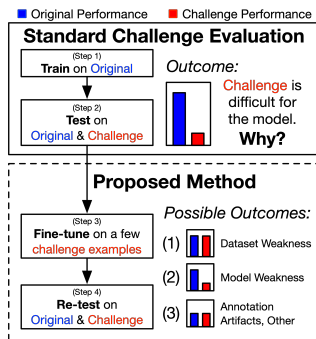 Original Performance Challenge Performance
Standard Challenge Evaluation
(Step 1)
Train on Original
(Step 2)
Test on
Original & Challenge
Outcome:
Challenge is
difficult for
the model.
Why?
Proposed Method
(Step 3)
Fine-tune on a few
challenge examples
(Step 4)
Re-test on
Original & Challenge
Possible Outcomes:
(1) Dataset Weakness
(2) Model Weakness
(3) Annotation
Artifacts, Other